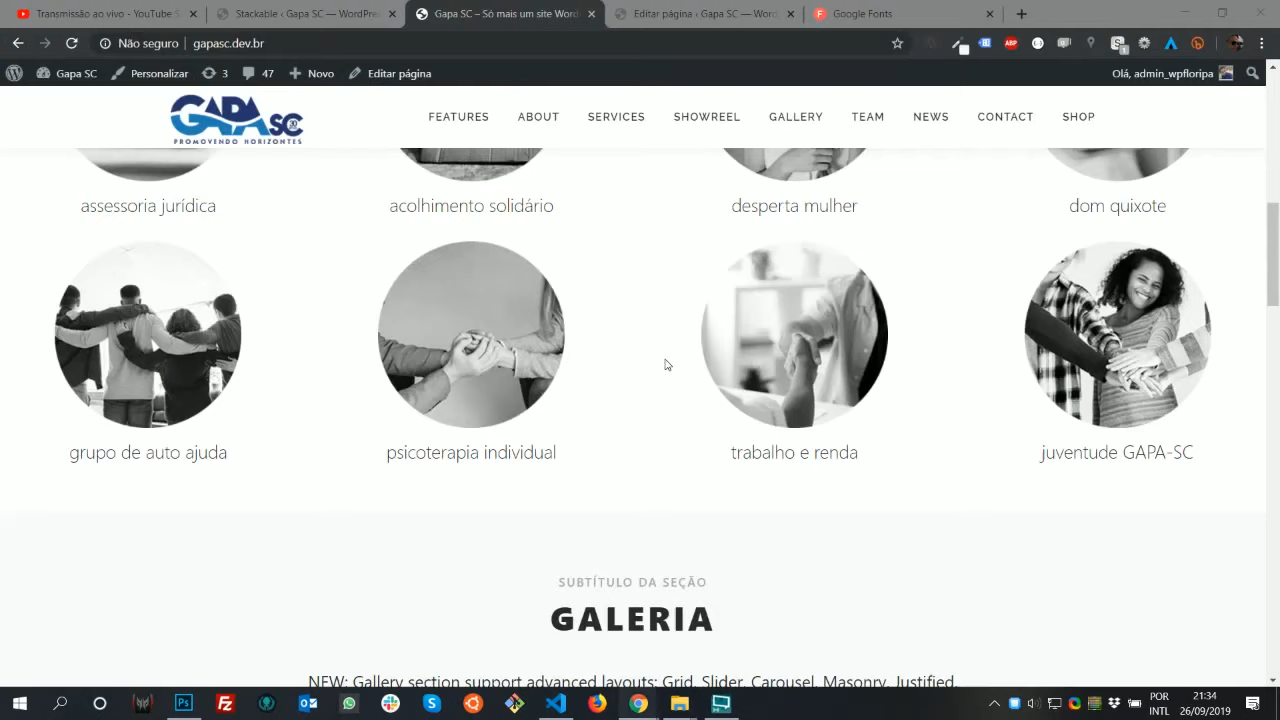 Transmissão ao vivo - YouTube S
Stackable ‹ Gapa SC — WordPre
Gapa SC – Só mais um site Word
Editar página ‹ Gapa SC — Word
Google Fonts
Não seguro | gapasc.dev.br
ABP
1
Gapa SC
Personalizar
3
47
Novo
Editar página
Olá, admin_wpfloripa
GAPA SC
PROMOVENDO HORIZONTES
FEATURES
ABOUT
SERVICES
SHOWREEL
GALLERY
TEAM
NEWS
CONTACT
SHOP
assessoria jurídica
acolhimento solidário
desperta mulher
dom quixote
grupo de auto ajuda
psicoterapia individual
trabalho e renda
juventude GAPA-SC
SUBTÍTULO DA SEÇÃO
GALERIA
NEW: Gallery section support advanced layouts: Grid, Slider, Carousel, Masonry, Justified.
POR
INTL
21:34
26/09/2019